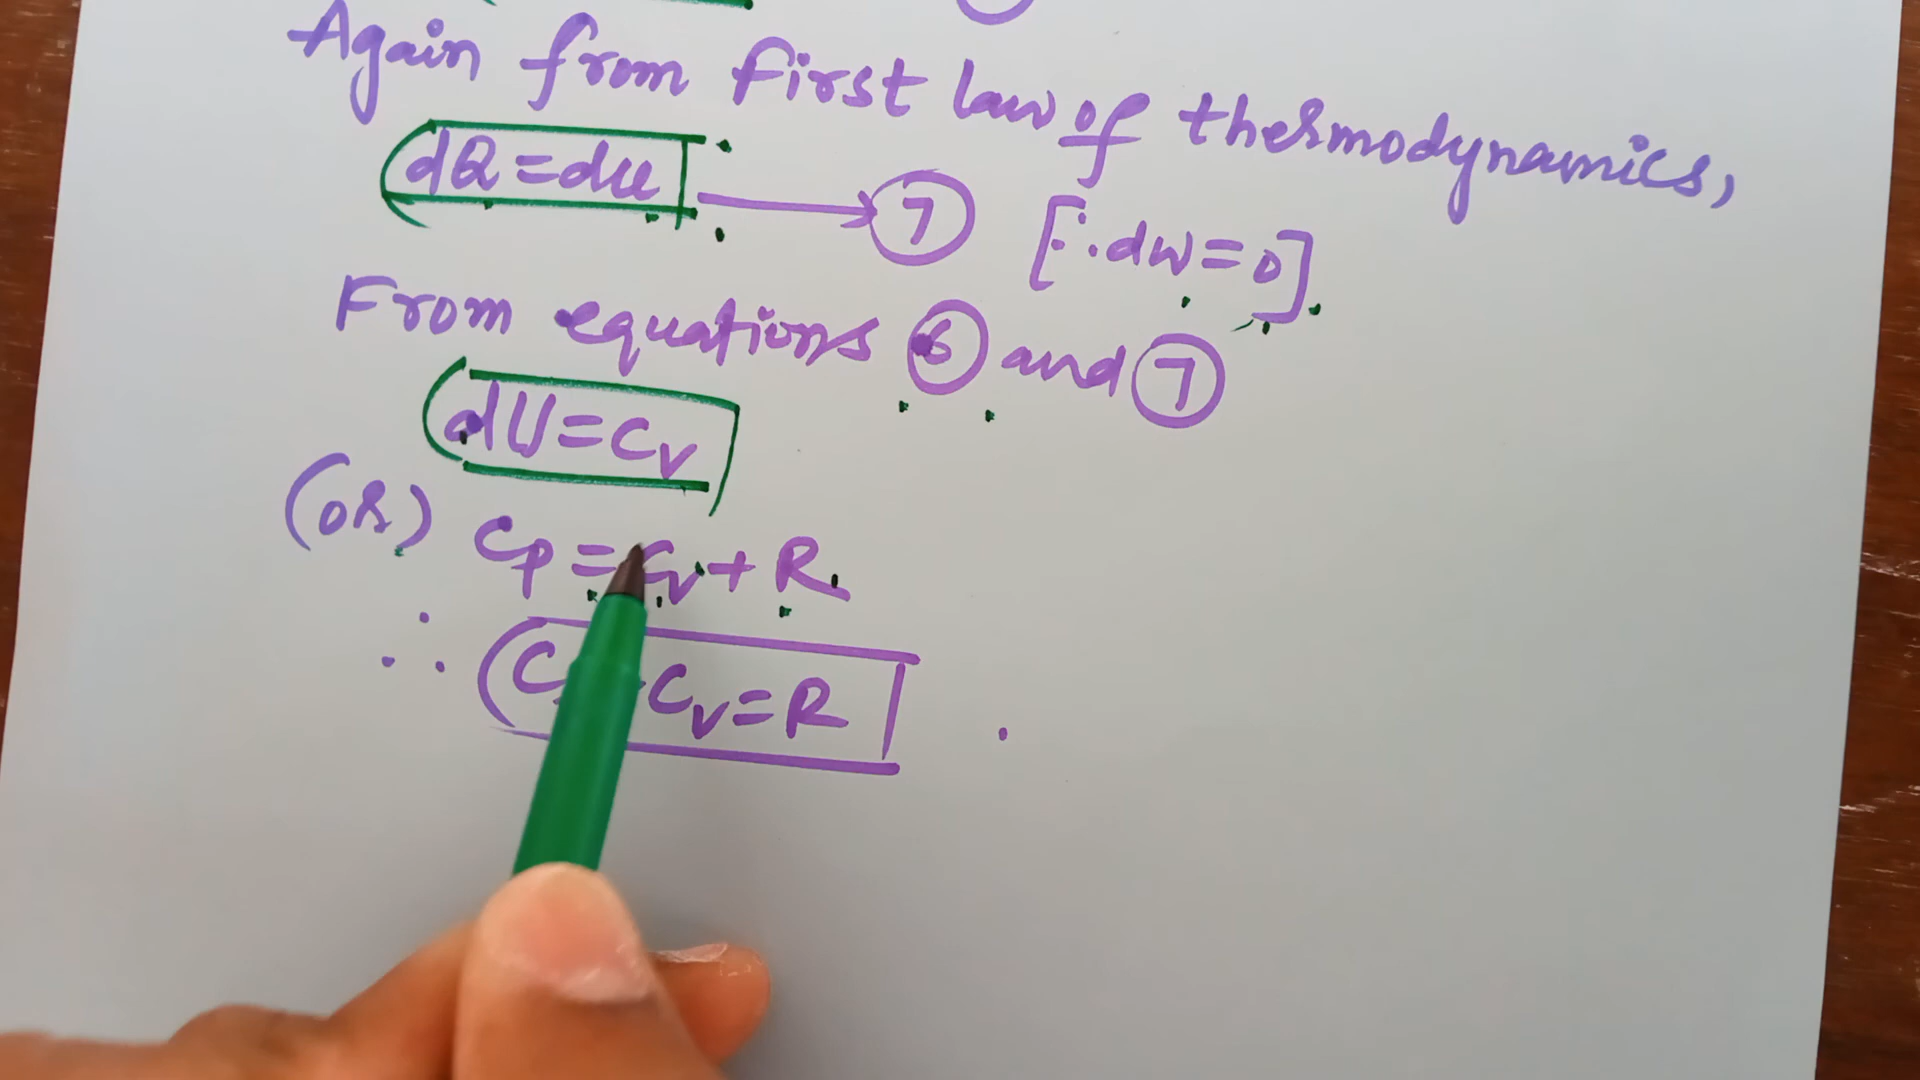 Again from first law of thermodynamics,
dQ = du → 7 [∵ dw = 0]
From equations 6 and 7
dU = Cv
(or) Cp = Cv + R
∴ Cv = R